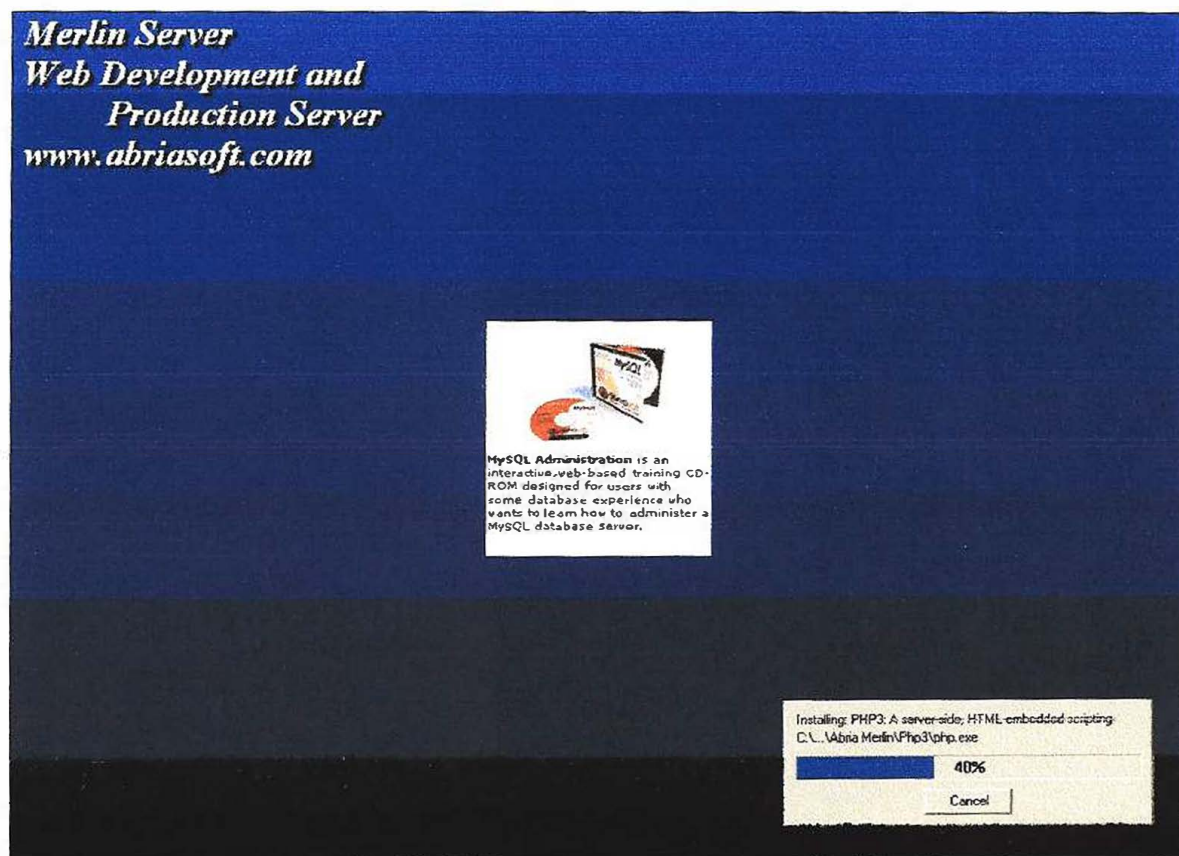 Merlin Server
Web Development and
Production Server
www.abriasoft.com
MySQL
MySQL Administration is an
interactive, web-based training CD-
ROM designed for users with
some database experience who
wants to learn how to administer a
MySQL database server.
Installing: PHP3: A server-side, HTML-embedded scripting
C:\...\Abria Merlin\Php3\php.exe
40%
Cancel